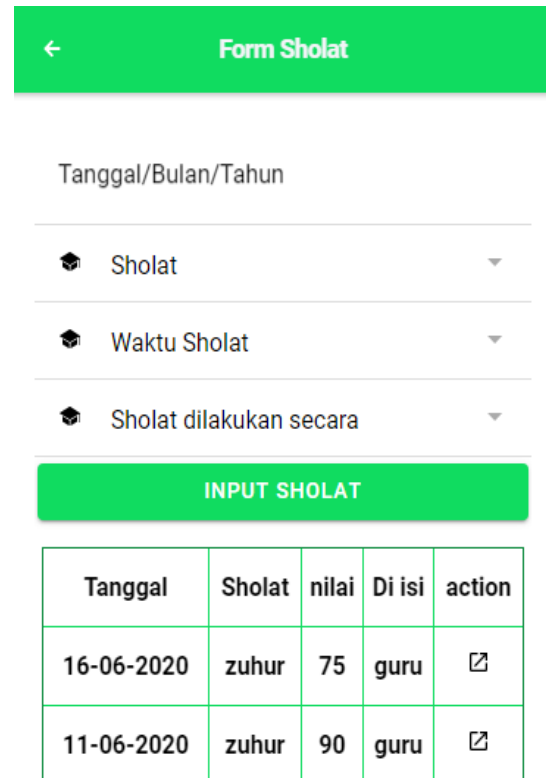 Form Sholat
Tanggal/Bulan/Tahun
Sholat
Waktu Sholat
Sholat dilakukan secara
INPUT SHOLAT
Tanggal Sholat nilai Di isi action
16-06-2020 zuhur 75 guru
11-06-2020 zuhur 90 guru